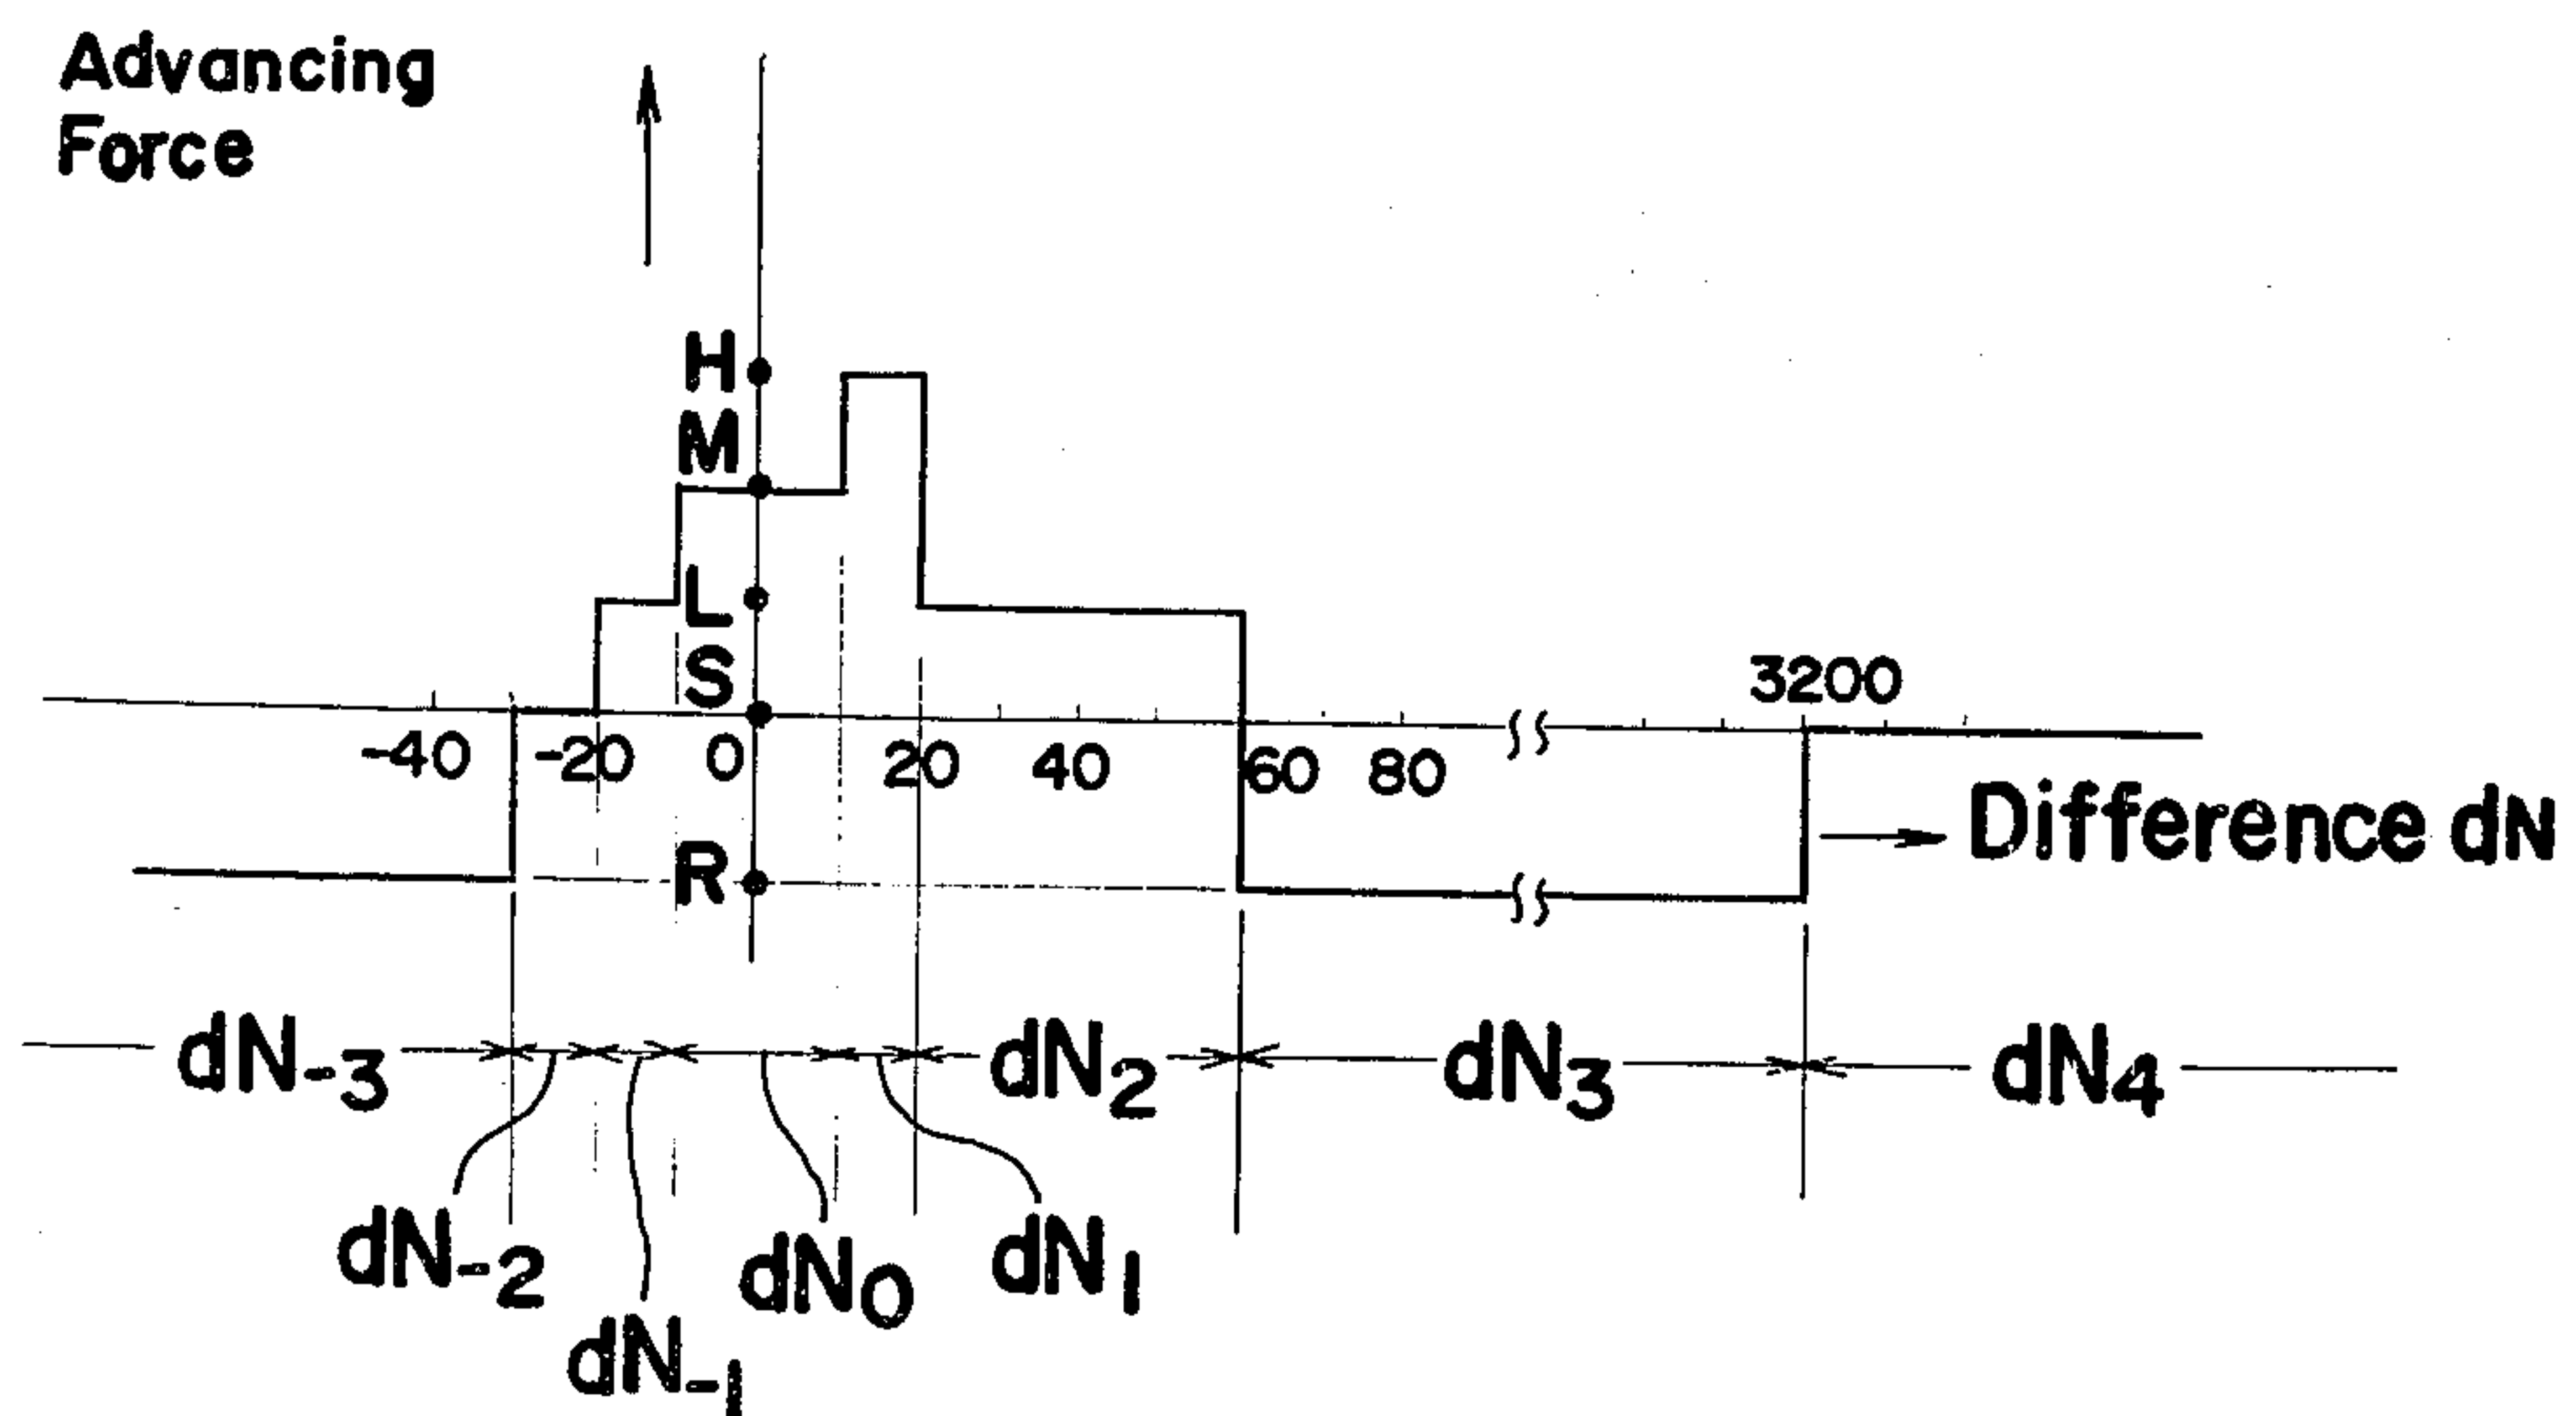 Advancing
Force
H
M
L
S
3200
-40 -20 0 20 40 60 80
Difference dN
R
dN-3 dN2 dN3 dN4
dN-2 dN0 dN1
dN-1